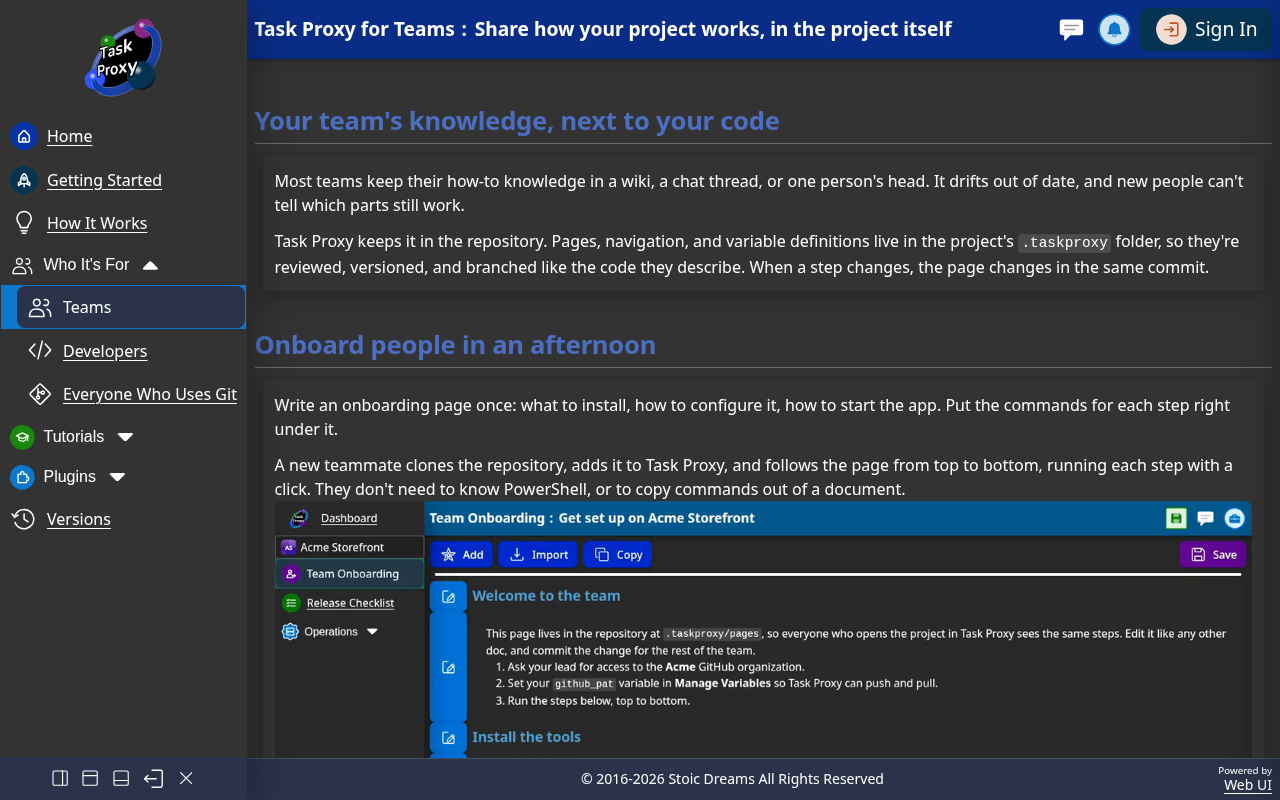 Task
Proxy
Home
Getting Started
How It Works
Who It's For
Teams
Developers
Everyone Who Uses Git
Tutorials
Plugins
Versions
Task Proxy for Teams : Share how your project works, in the project itself
Sign In
Your team's knowledge, next to your code
Most teams keep their how-to knowledge in a wiki, a chat thread, or one person's head. It drifts out of date, and new people can't
tell which parts still work.
Task Proxy keeps it in the repository. Pages, navigation, and variable definitions live in the project's .taskproxy folder, so they're
reviewed, versioned, and branched like the code they describe. When a step changes, the page changes in the same commit.
Onboard people in an afternoon
Write an onboarding page once: what to install, how to configure it, how to start the app. Put the commands for each step right
under it.
A new teammate clones the repository, adds it to Task Proxy, and follows the page from top to bottom, running each step with a
click. They don't need to know PowerShell, or to copy commands out of a document.
Dashboard
AS Acme Storefront
Team Onboarding
Release Checklist
Operations
Team Onboarding : Get set up on Acme Storefront
Add Import Copy Save
Welcome to the team
This page lives in the repository at .taskproxy/pages, so everyone who opens the project in Task Proxy sees the same steps. Edit it like any other
doc, and commit the change for the rest of the team.
1. Ask your lead for access to the Acme GitHub organization.
2. Set your github_pat variable in Manage Variables so Task Proxy can push and pull.
3. Run the steps below, top to bottom.
Install the tools
© 2016-2026 Stoic Dreams All Rights Reserved
Powered by
Web UI